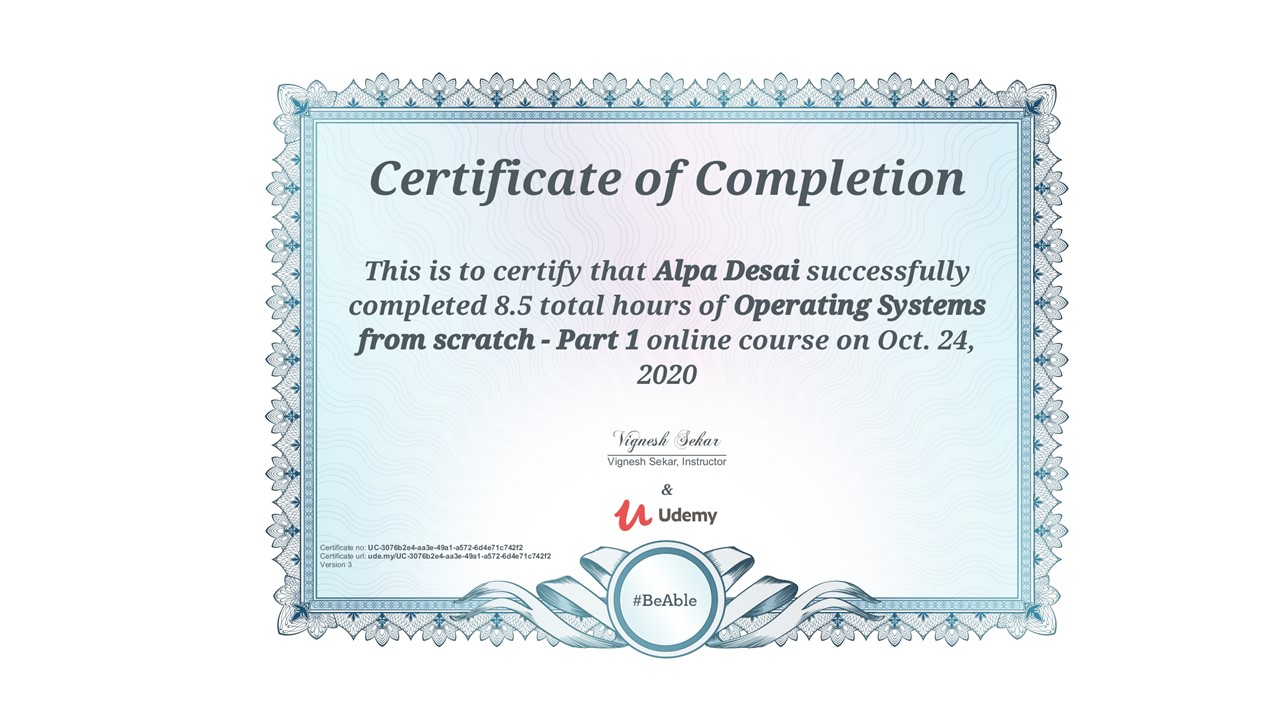 Certificate of Completion
This is to certify that Alpa Desai successfully
completed 8.5 total hours of Operating Systems
from scratch - Part 1 online course on Oct. 24,
2020
Vignesh Sekar
Vignesh Sekar, Instructor
&
Udemy
Certificate no: UC-3076b2e4-aa3e-49a1-a572-6d4e71c742f2
Certificate url: ude.my/UC-3076b2e4-aa3e-49a1-a572-6d4e71c742f2
Version 3
#BeAble